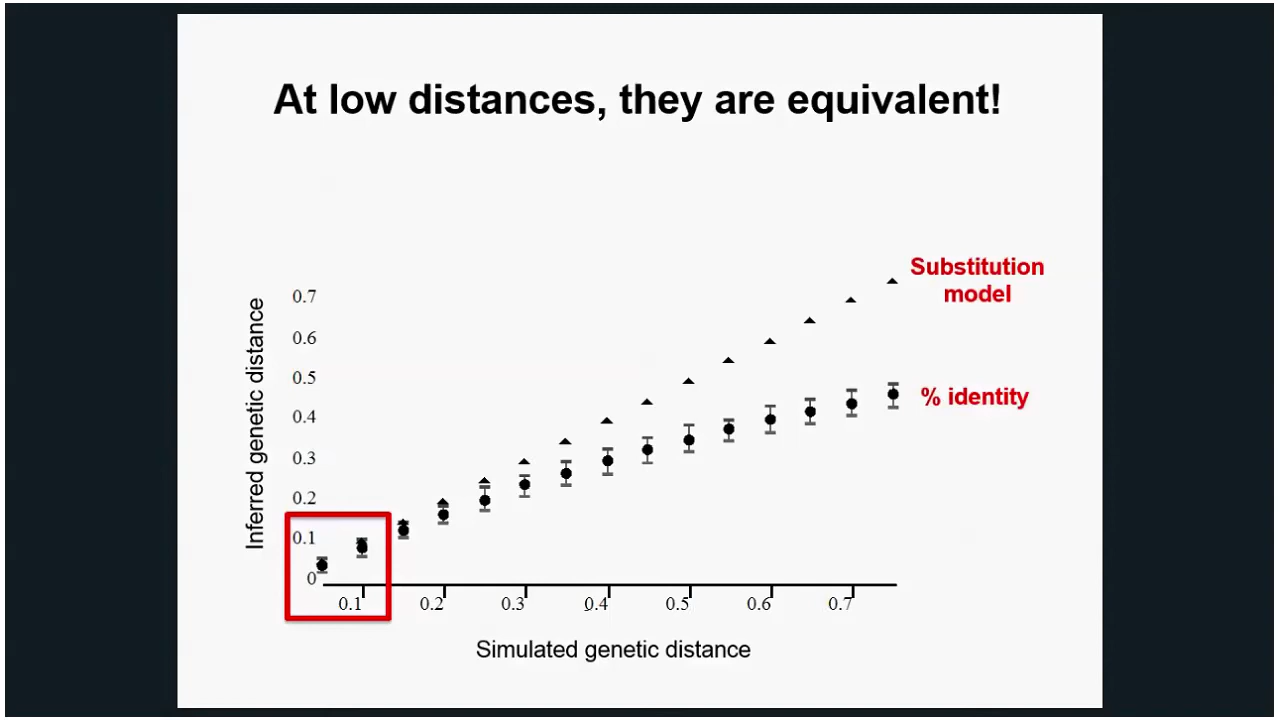 At low distances, they are equivalent!
Substitution
model
% identity
Inferred genetic distance
0.7
0.6
0.5
0.4
0.3
0.2
0.1
0
0.1 0.2 0.3 0.4 0.5 0.6 0.7
Simulated genetic distance